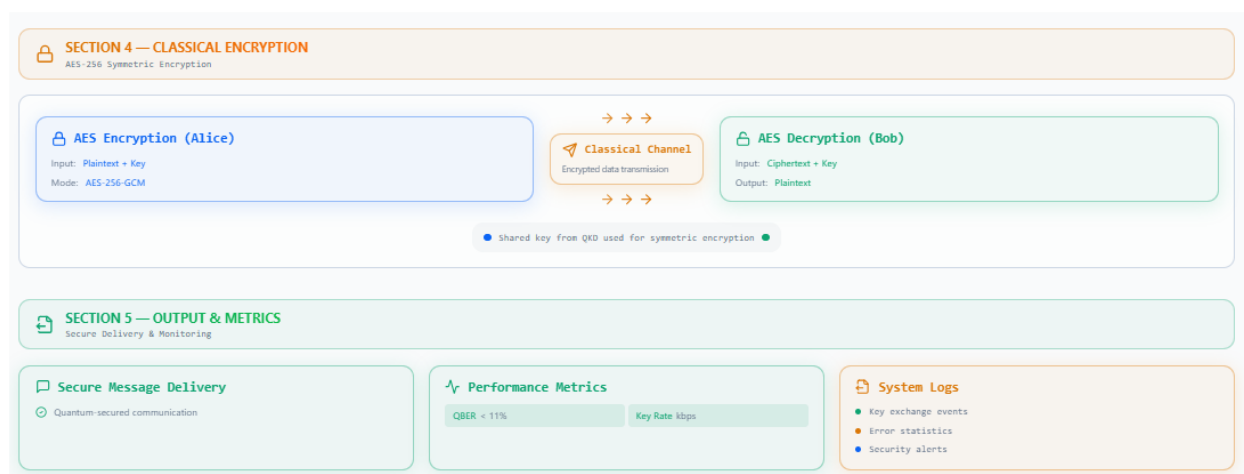 SECTION 4 — CLASSICAL ENCRYPTION
AES-256 Symmetric Encryption
AES Encryption (Alice)
Input: Plaintext + Key
Mode: AES-256-GCM
→ → →
Classical Channel
Encrypted data transmission
→ → →
AES Decryption (Bob)
Input: Ciphertext + Key
Output: Plaintext
Shared key from QKD used for symmetric encryption
SECTION 5 — OUTPUT & METRICS
Secure Delivery & Monitoring
Secure Message Delivery
Quantum-secured communication
Performance Metrics
QBER < 11%
Key Rate kbps
System Logs
Key exchange events
Error statistics
Security alerts